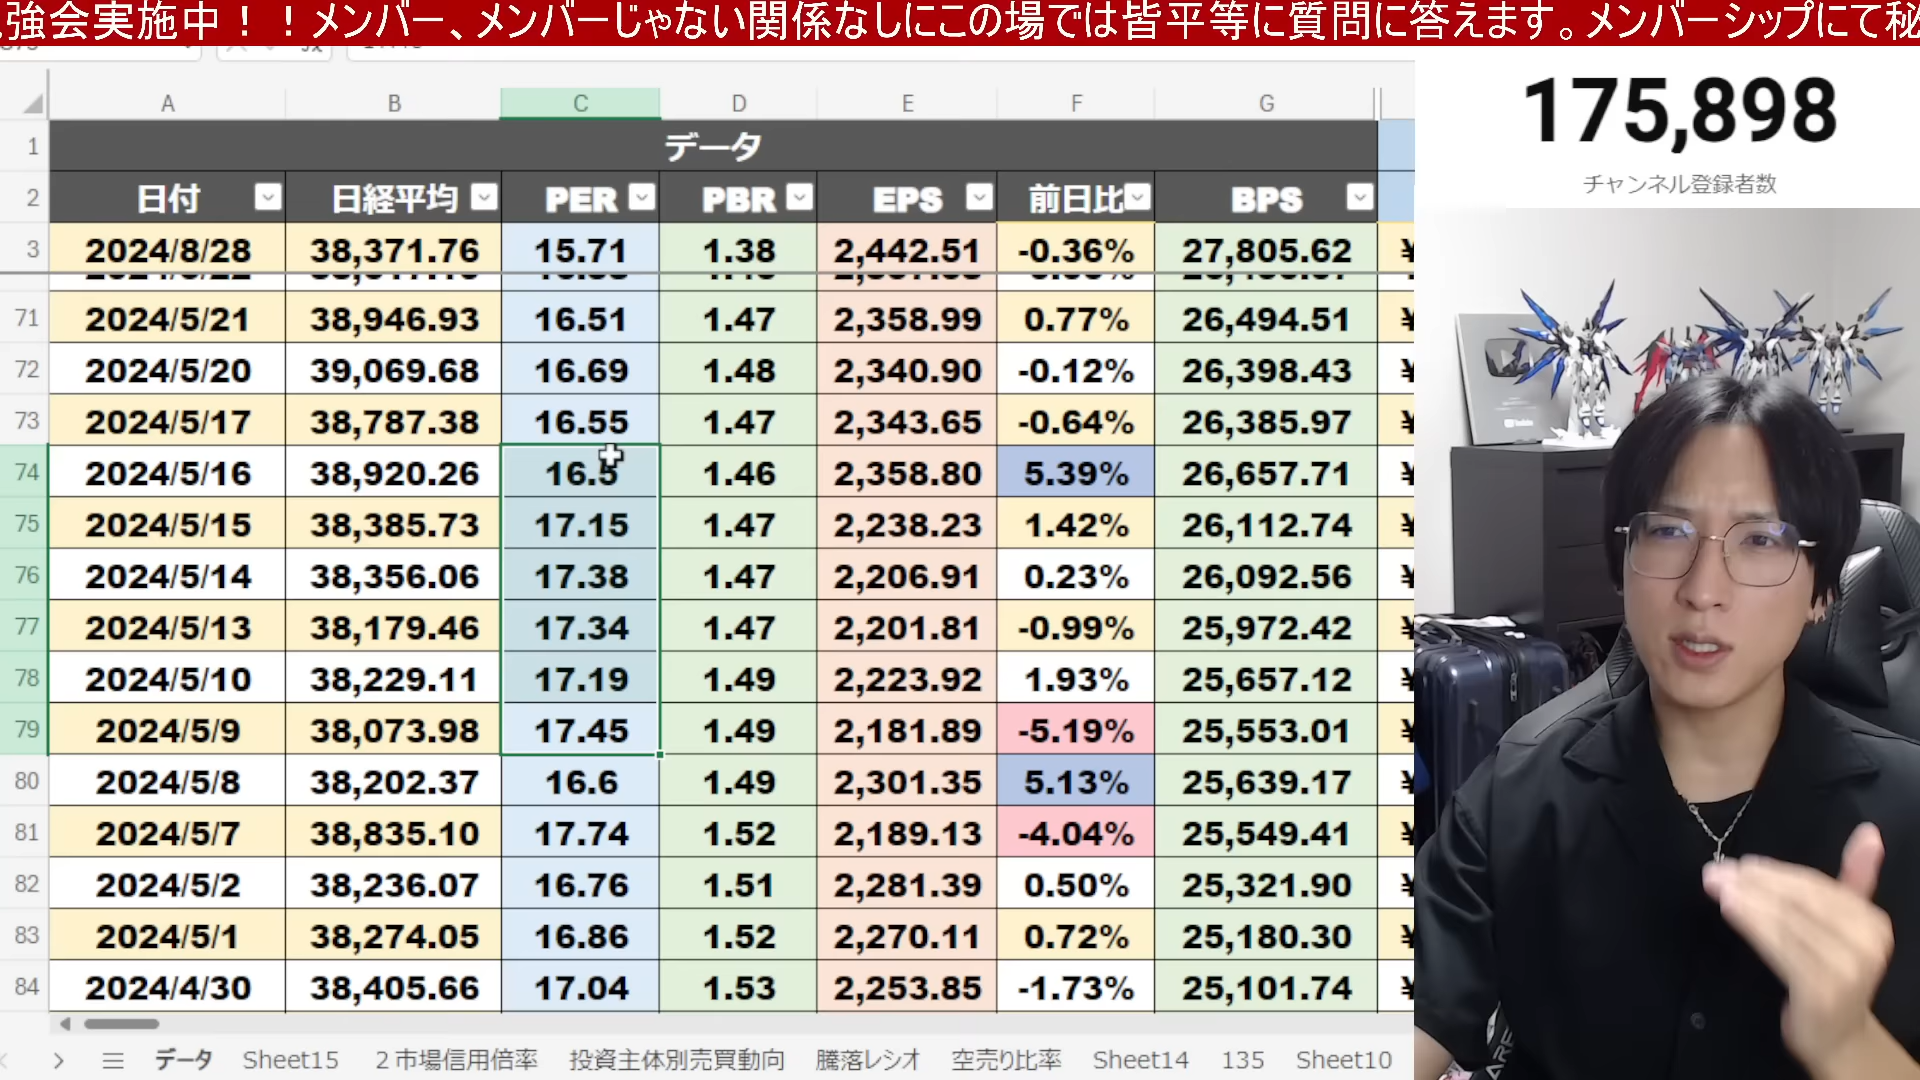 強会実施中！！メンバー、メンバーじゃない関係なしにこの場では皆平等に質問に答えます。メンバーシップにて秘
175,898
チャンネル登録者数
A B C D E F G
1 データ
2 日付 日経平均 PER PBR EPS 前日比 BPS
3 2024/8/28 38,371.76 15.71 1.38 2,442.51 -0.36% 27,805.62 ¥
71 2024/5/21 38,946.93 16.51 1.47 2,358.99 0.77% 26,494.51 ¥
72 2024/5/20 39,069.68 16.69 1.48 2,340.90 -0.12% 26,398.43 ¥
73 2024/5/17 38,787.38 16.55 1.47 2,343.65 -0.64% 26,385.97 ¥
74 2024/5/16 38,920.26 16.5 1.46 2,358.80 5.39% 26,657.71 ¥
75 2024/5/15 38,385.73 17.15 1.47 2,238.23 1.42% 26,112.74 ¥
76 2024/5/14 38,356.06 17.38 1.47 2,206.91 0.23% 26,092.56 ¥
77 2024/5/13 38,179.46 17.34 1.47 2,201.81 -0.99% 25,972.42 ¥
78 2024/5/10 38,229.11 17.19 1.49 2,223.92 1.93% 25,657.12 ¥
79 2024/5/9 38,073.98 17.45 1.49 2,181.89 -5.19% 25,553.01 ¥
80 2024/5/8 38,202.37 16.6 1.49 2,301.35 5.13% 25,639.17 ¥
81 2024/5/7 38,835.10 17.74 1.52 2,189.13 -4.04% 25,549.41 ¥
82 2024/5/2 38,236.07 16.76 1.51 2,281.39 0.50% 25,321.90 ¥
83 2024/5/1 38,274.05 16.86 1.52 2,270.11 0.72% 25,180.30 ¥
84 2024/4/30 38,405.66 17.04 1.53 2,253.85 -1.73% 25,101.74 ¥
データ Sheet15 2市場信用倍率 投資主体別売買動向 騰落レシオ 空売り比率 Sheet14 135 Sheet10